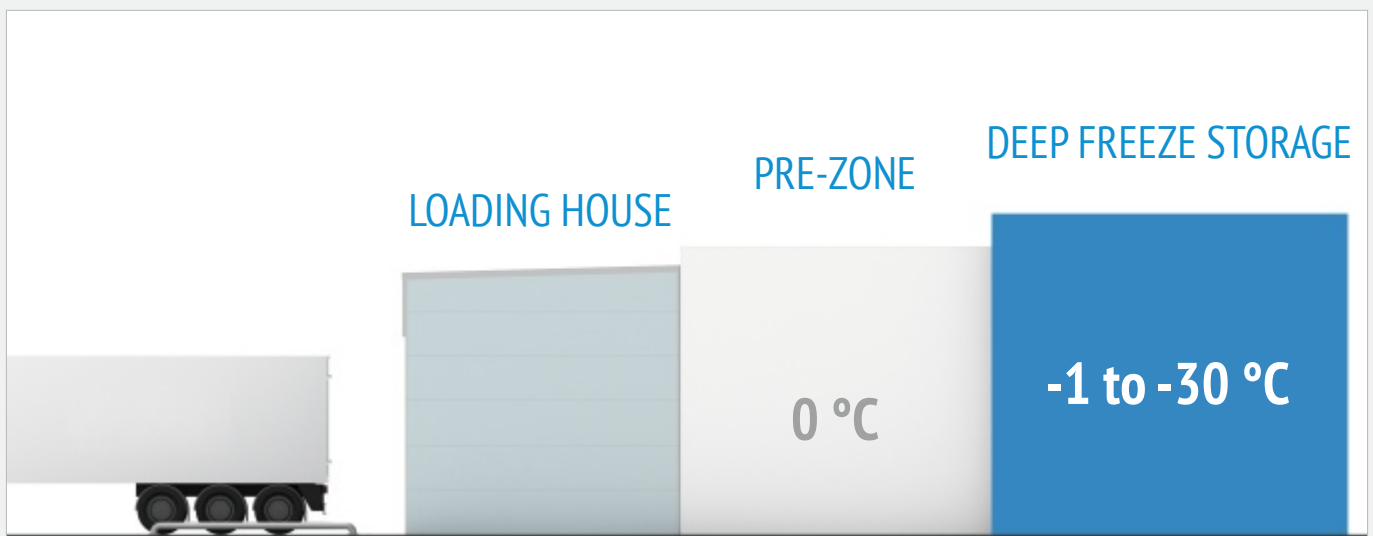 LOADING HOUSE
PRE-ZONE
DEEP FREEZE STORAGE
0 °C
-1 to -30 °C